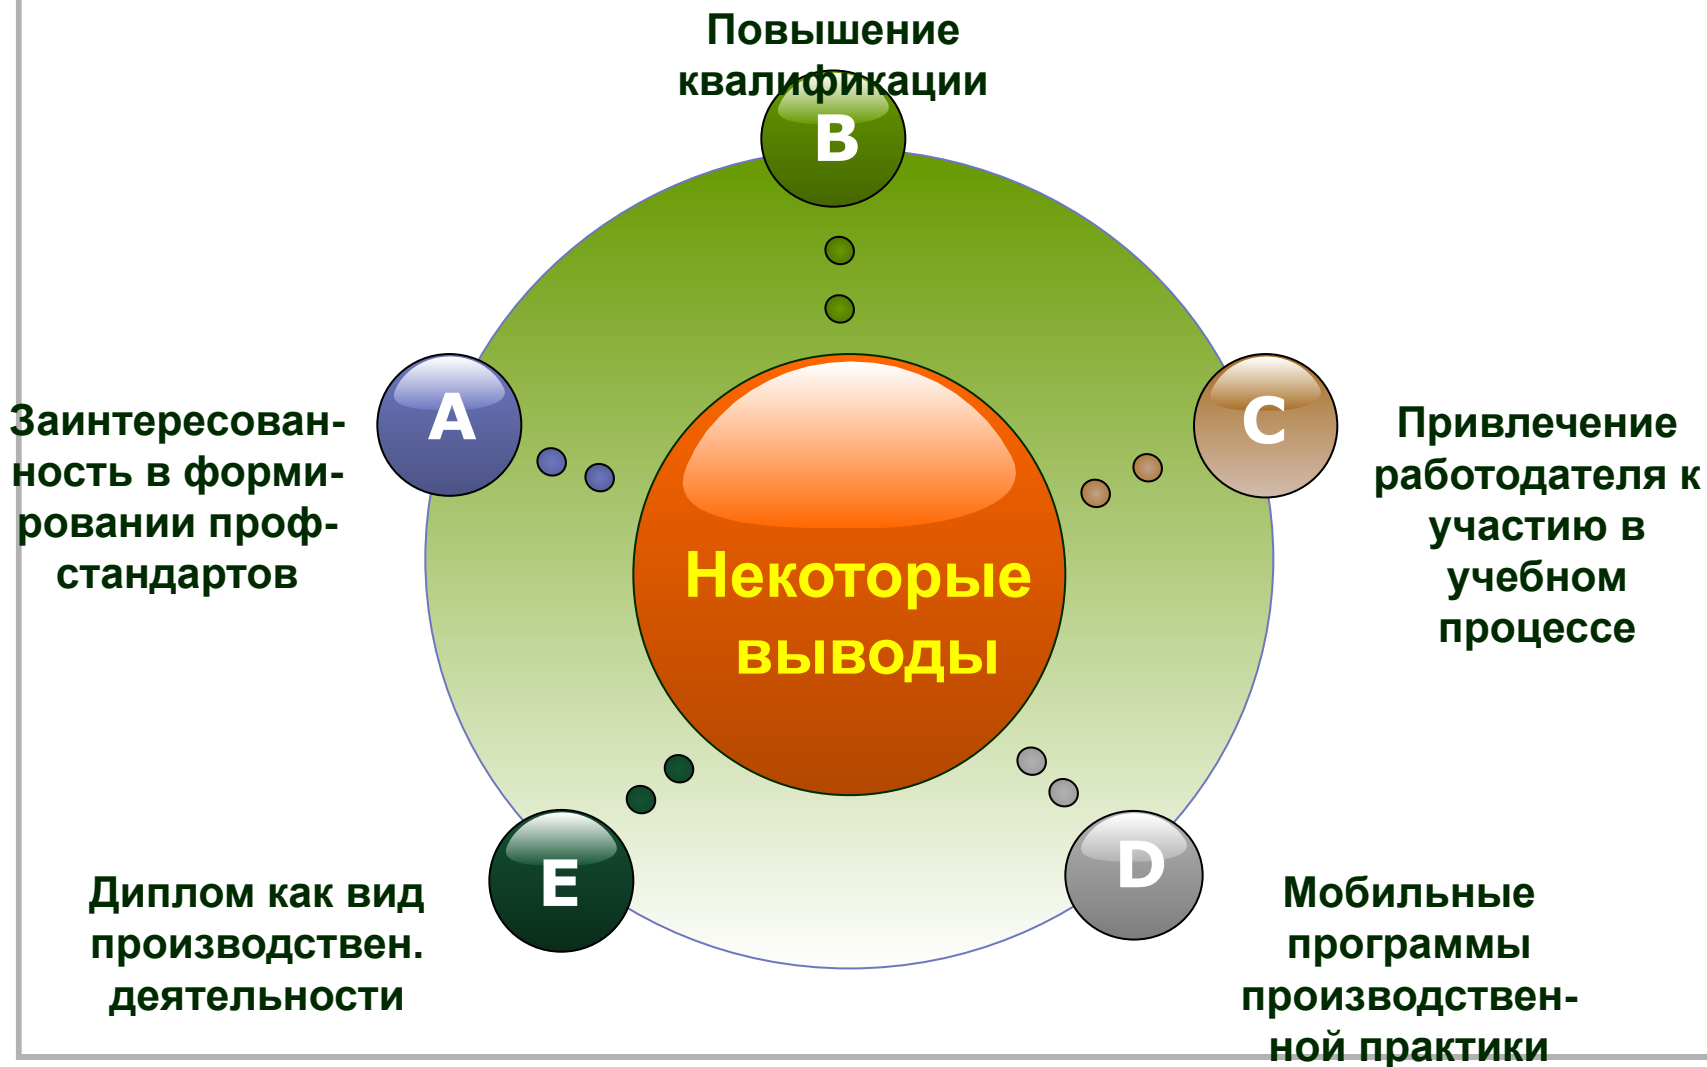 Повышение
квалификации
B
A
Заинтересован-
ность в форми-
ровании проф-
стандартов
C
Привлечение
работодателя к
участию в
учебном
процессе
Некоторые
выводы
E
Диплом как вид
производствен.
деятельности
D
Мобильные
программы
производствен-
ной практики